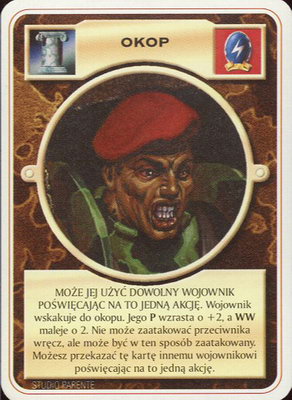 OKOP
MOŻE JEJ UŻYĆ DOWOLNY WOJOWNIK
POŚWIĘCAJĄC NA TO JEDNĄ AKCJĘ. Wojownik
wskakuje do okopu. Jego P wzrasta o +2, a WW
maleje o 2. Nie może zaatakować przeciwnika
wręcz, ale może być w ten sposób zaatakowany.
Możesz przekazać tę kartę innemu wojownikowi
poświęcając na to jedną akcję.
STUDIO PARENTE